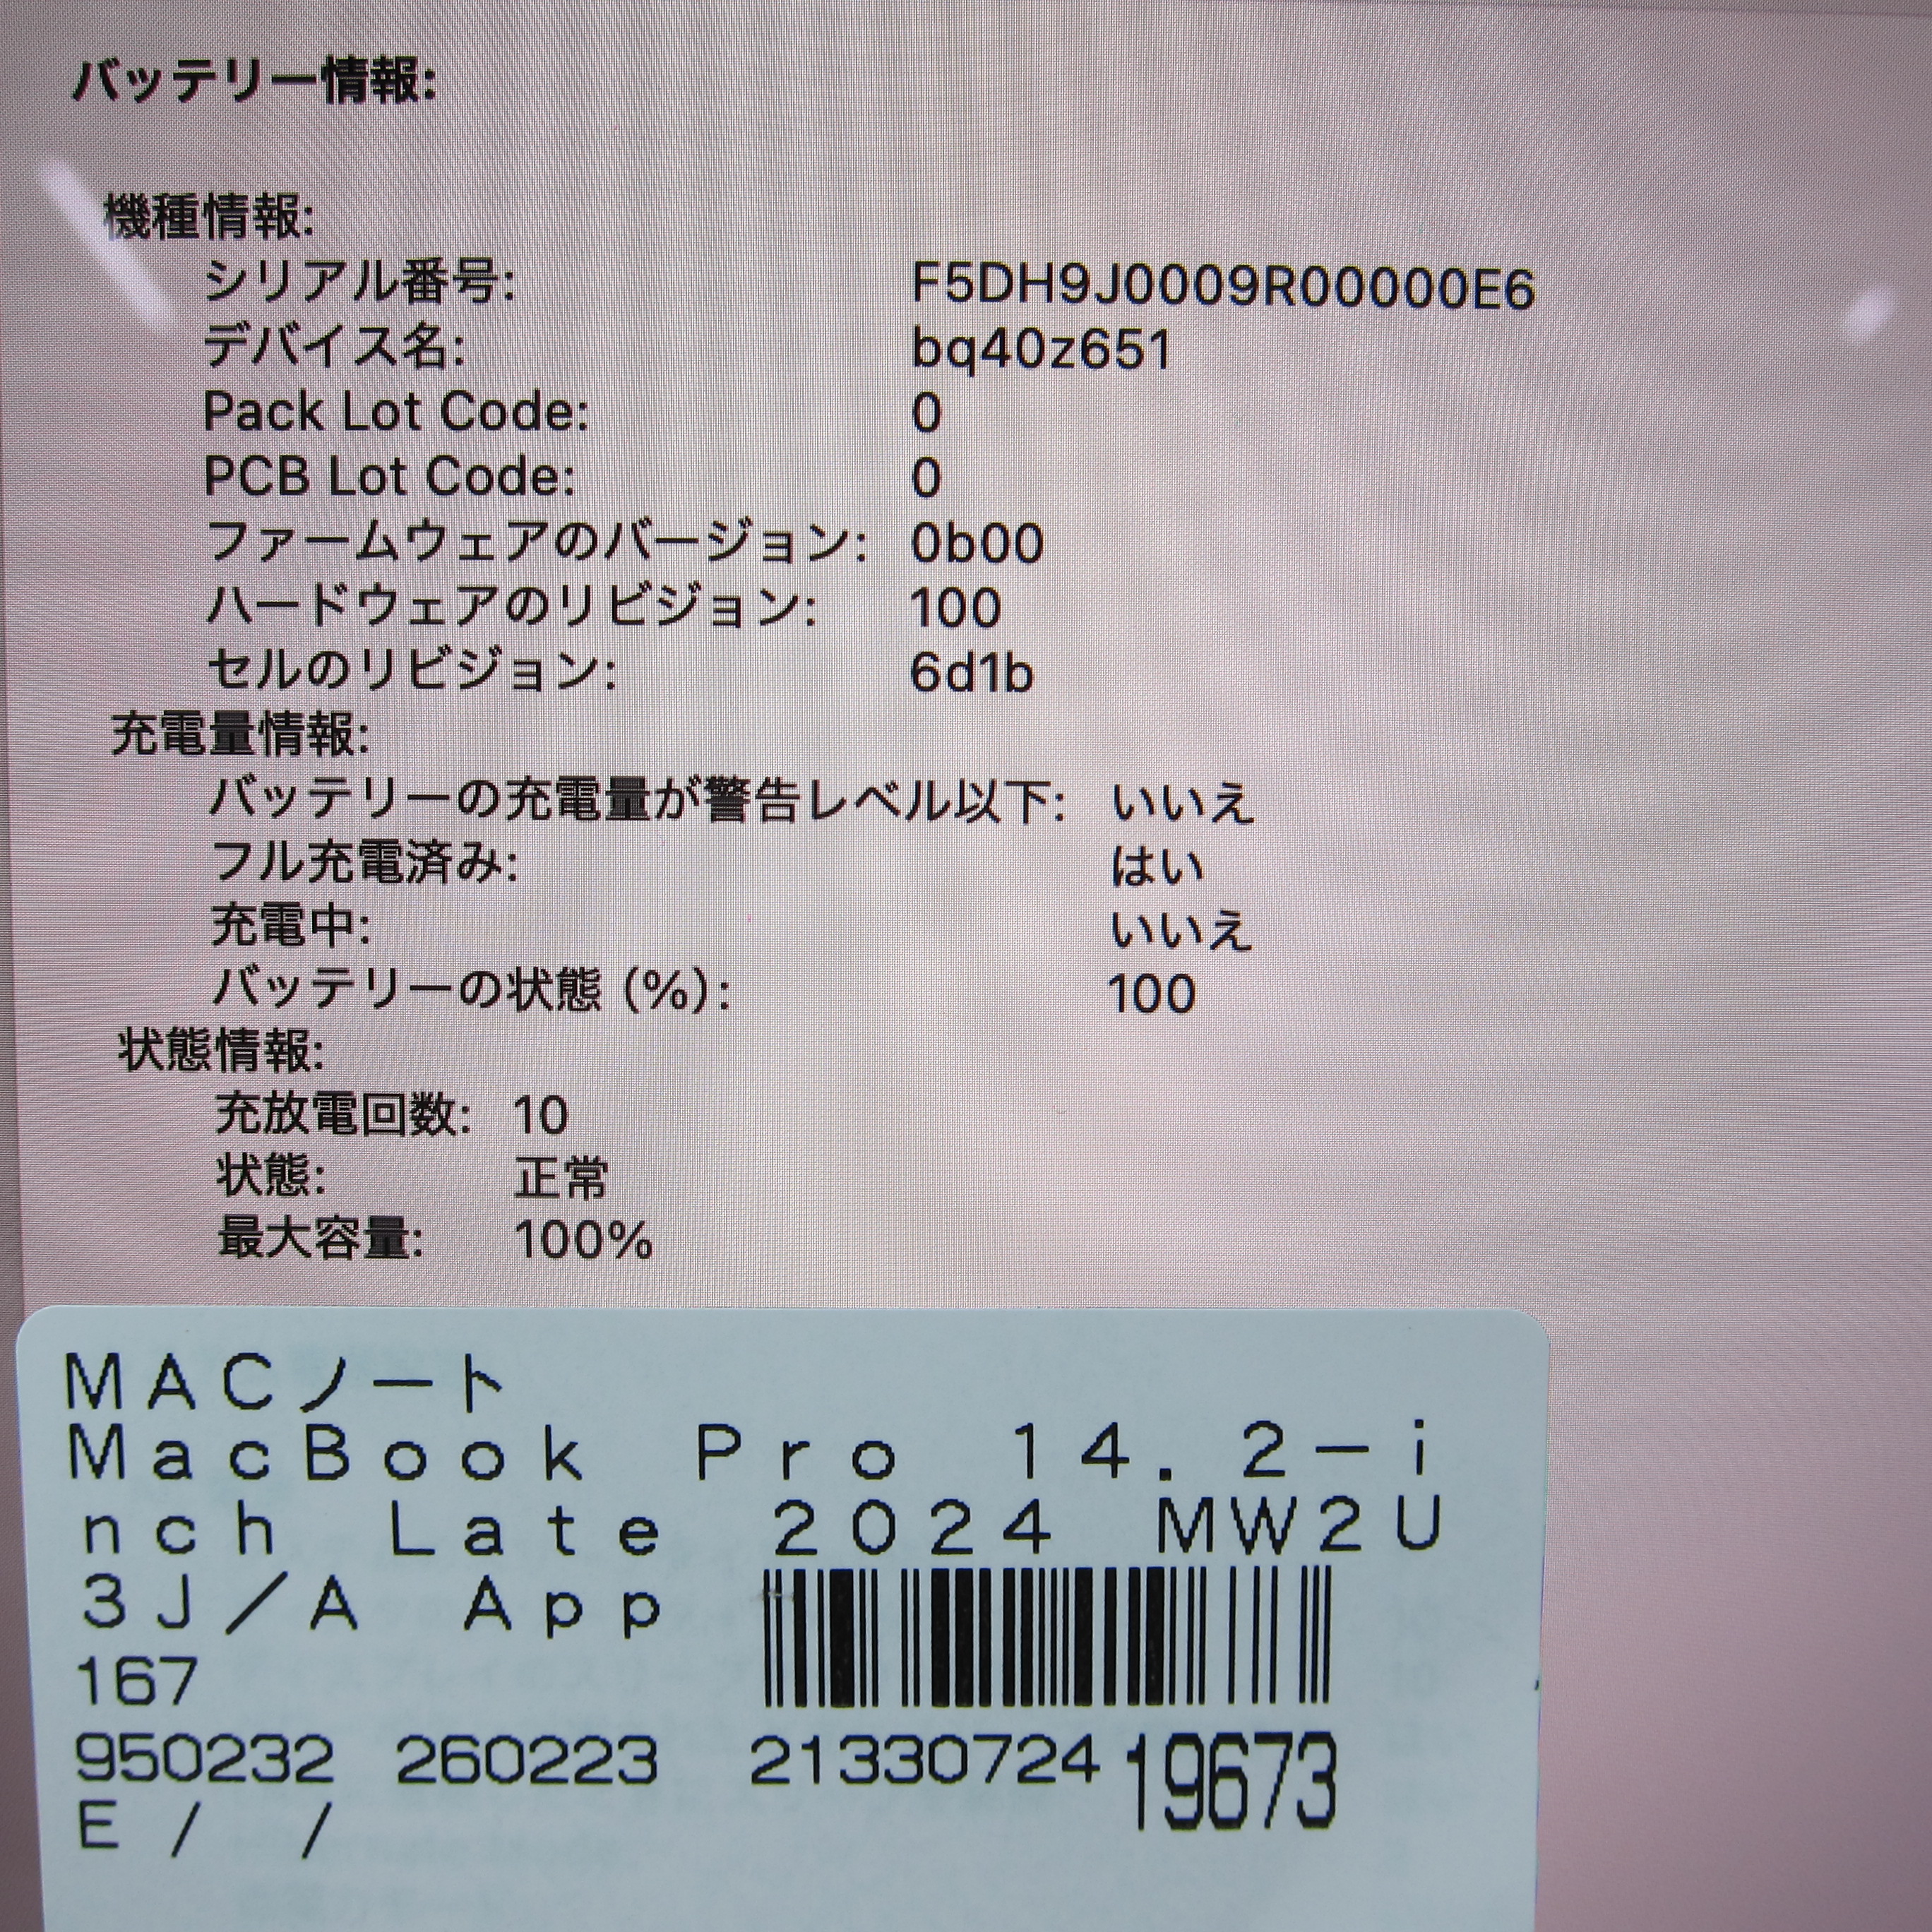 バッテリー情報:
機種情報:
シリアル番号: F5DH9J0009R00000E6
デバイス名: bq40z651
Pack Lot Code: 0
PCB Lot Code: 0
ファームウェアのバージョン: 0b00
ハードウェアのリビジョン: 100
セルのリビジョン: 6d1b
充電量情報:
バッテリーの充電量が警告レベル以下: いいえ
フル充電済み: はい
充電中: いいえ
バッテリーの状態 (%): 100
状態情報:
充放電回数: 10
状態: 正常
最大容量: 100%
MACノート
MacBook Pro 14.2-i
nch Late 2024 MW2U
3J/A App
167
950232 260223 21330724 19673
E / /